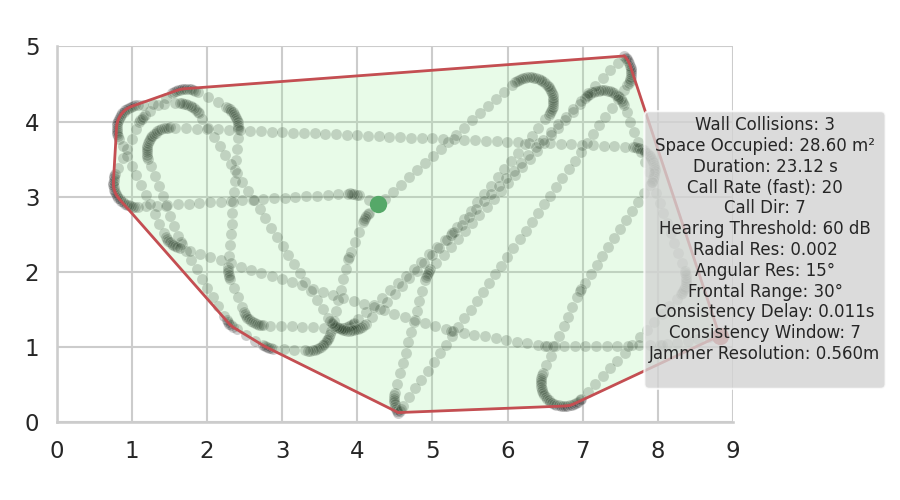 5
4
3
2
1
0
0 1 2 3 4 5 6 7 8 9
Wall Collisions: 3
Space Occupied: 28.60 m²
Duration: 23.12 s
Call Rate (fast): 20
Call Dir: 7
Hearing Threshold: 60 dB
Radial Res: 0.002
Angular Res: 15°
Frontal Range: 30°
Consistency Delay: 0.011s
Consistency Window: 7
Jammer Resolution: 0.560m